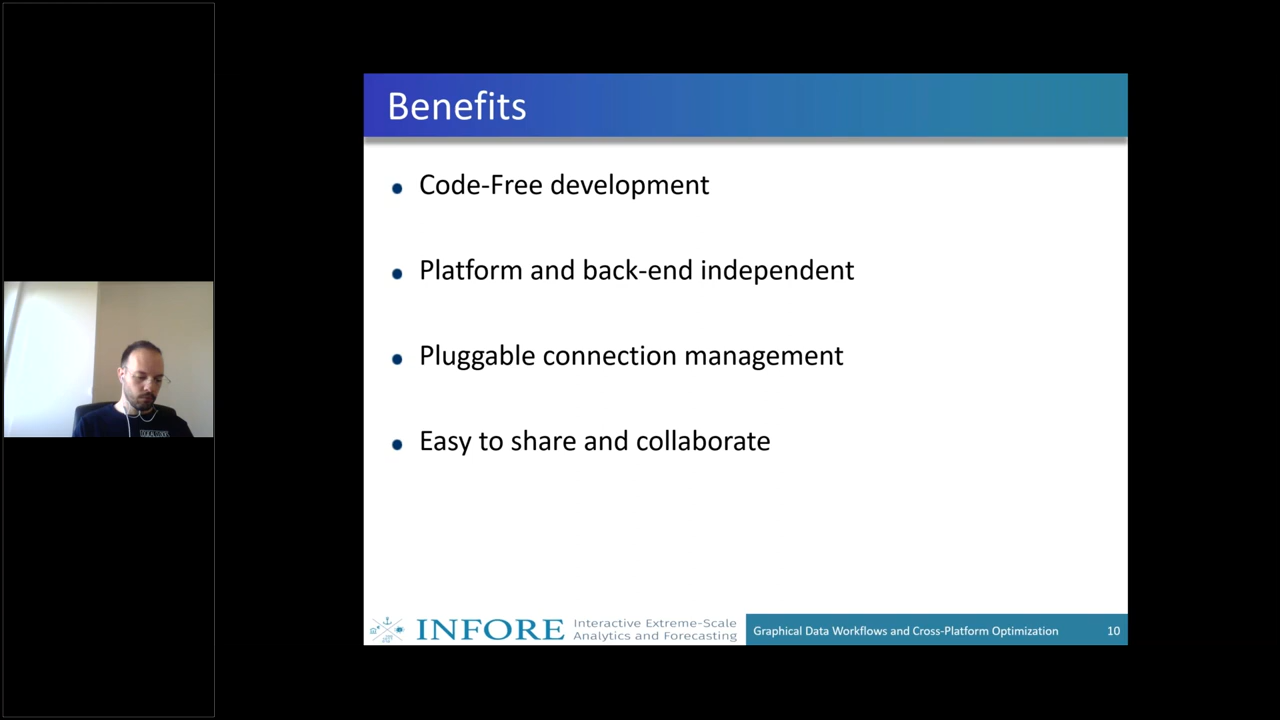 Benefits
Code-Free development
Platform and back-end independent
Pluggable connection management
Easy to share and collaborate
INFORE
Interactive Extreme-Scale
Analytics and Forecasting
Graphical Data Workflows and Cross-Platform Optimization
10